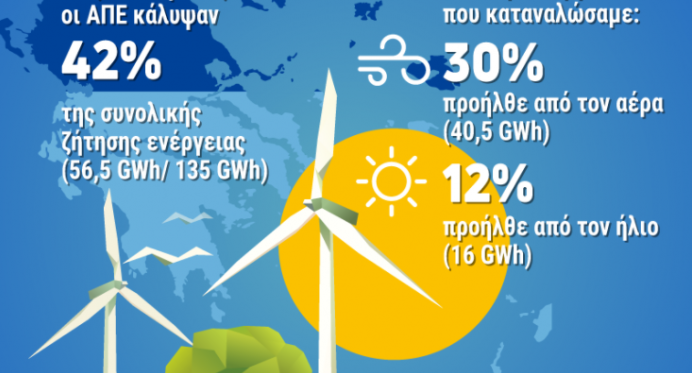 οι ΑΠΕ κάλυψαν
42%
της συνολικής
ζήτησης ενέργειας
(56,5 GWh/ 135 GWh)
που καταναλώσαμε:
30%
προήλθε από τον αέρα
(40,5 GWh)
12%
προήλθε από τον ήλιο
(16 GWh)